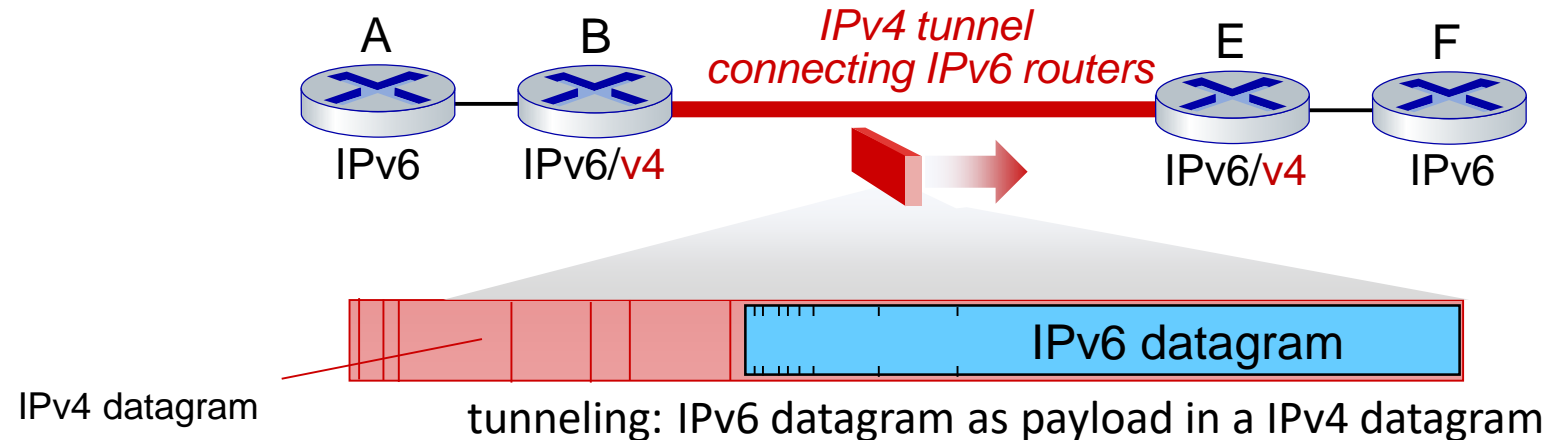 A
B
IPv4 tunnel
connecting IPv6 routers
E
F
IPv6
IPv6/v4
IPv6/v4
IPv6
IPv6 datagram
IPv4 datagram
tunneling: IPv6 datagram as payload in a IPv4 datagram